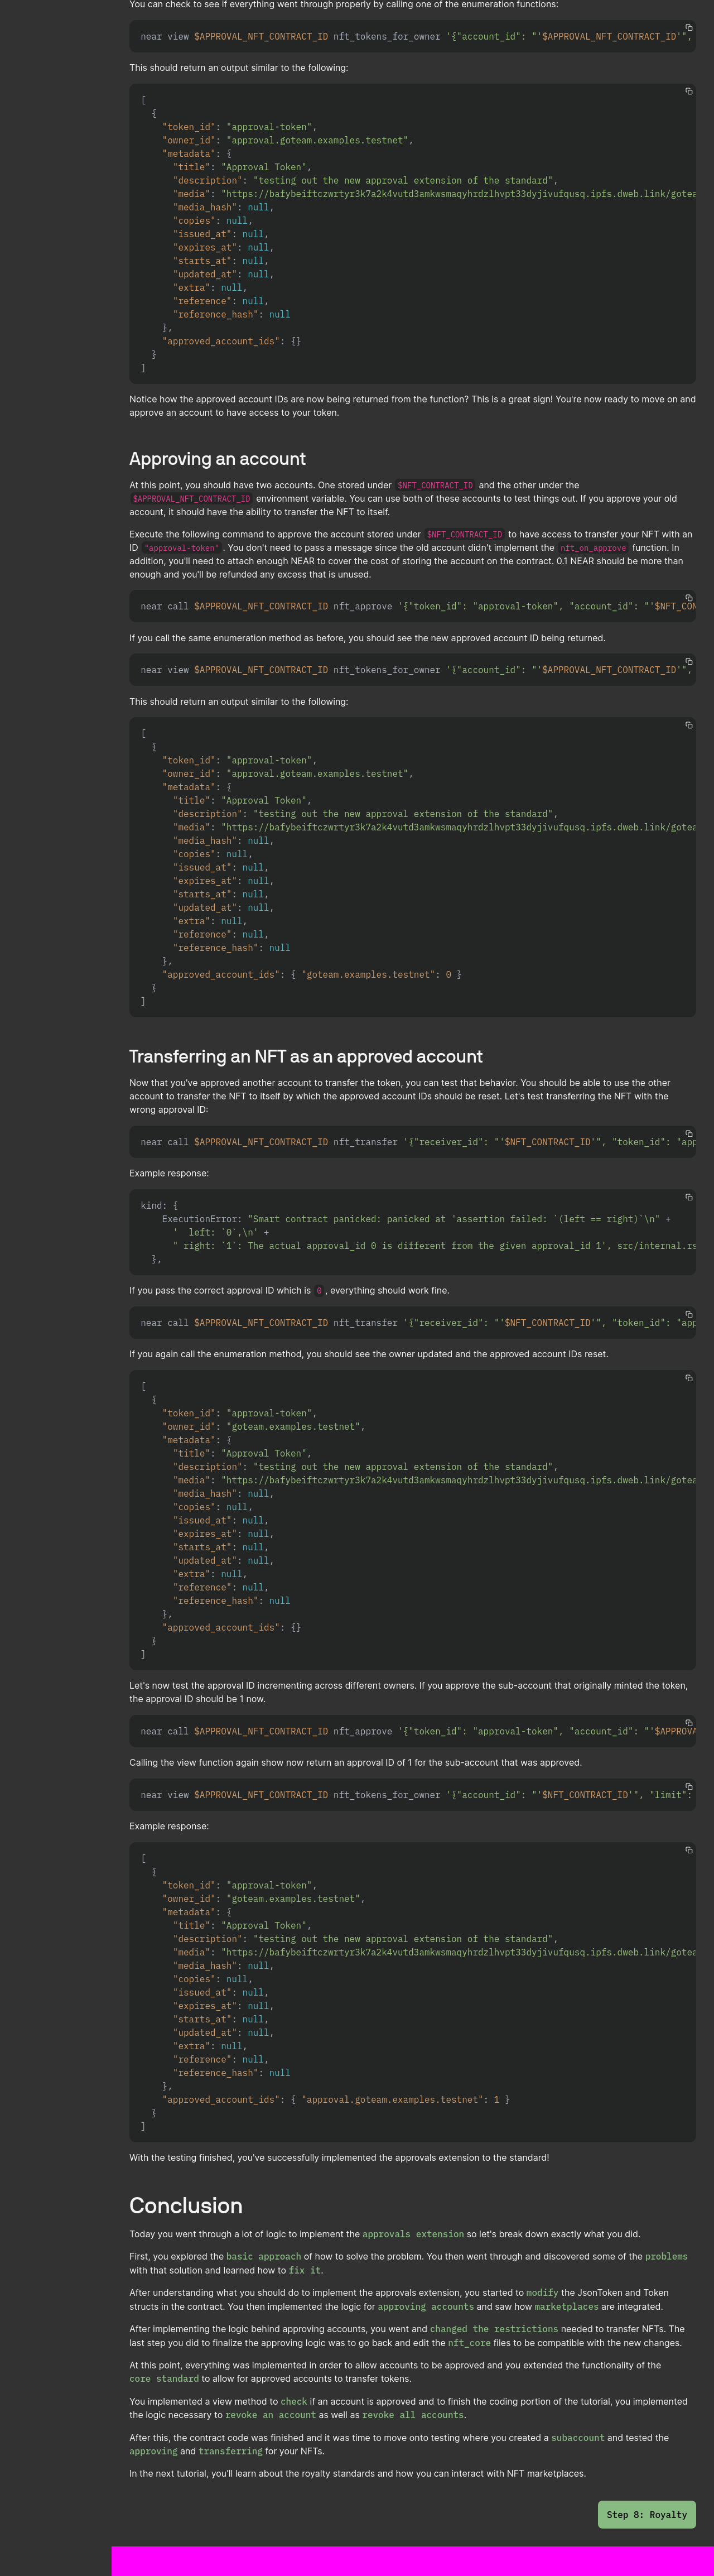 You can check to see if everything went through properly by calling one of the enumeration functions:
near view $APPROVAL_NFT_CONTRACT_ID nft_tokens_for_owner '{"account_id": "'$APPROVAL_NFT_CONTRACT_ID'",
This should return an output similar to the following:
[
  {
    "token_id": "approval-token",
    "owner_id": "approval.goteam.examples.testnet",
    "metadata": {
      "title": "Approval Token",
      "description": "testing out the new approval extension of the standard",
      "media": "https://bafybeiftczwrtyr3k7a2k4vutd3amkwsmaqyhrdzlhvpt33dyjivufqusq.ipfs.dweb.link/gotea
      "media_hash": null,
      "copies": null,
      "issued_at": null,
      "expires_at": null,
      "starts_at": null,
      "updated_at": null,
      "extra": null,
      "reference": null,
      "reference_hash": null
    },
    "approved_account_ids": {}
  }
]
Notice how the approved account IDs are now being returned from the function? This is a great sign! You're now ready to move on and
approve an account to have access to your token.
Approving an account
At this point, you should have two accounts. One stored under $NFT_CONTRACT_ID and the other under the
$APPROVAL_NFT_CONTRACT_ID environment variable. You can use both of these accounts to test things out. If you approve your old
account, it should have the ability to transfer the NFT to itself.
Execute the following command to approve the account stored under $NFT_CONTRACT_ID to have access to transfer your NFT with an
ID "approval-token". You don't need to pass a message since the old account didn't implement the nft_on_approve function. In
addition, you'll need to attach enough NEAR to cover the cost of storing the account on the contract. 0.1 NEAR should be more than
enough and you'll be refunded any excess that is unused.
near call $APPROVAL_NFT_CONTRACT_ID nft_approve '{"token_id": "approval-token", "account_id": "'$NFT_CON
If you call the same enumeration method as before, you should see the new approved account ID being returned.
near view $APPROVAL_NFT_CONTRACT_ID nft_tokens_for_owner '{"account_id": "'$APPROVAL_NFT_CONTRACT_ID'",
This should return an output similar to the following:
[
  {
    "token_id": "approval-token",
    "owner_id": "approval.goteam.examples.testnet",
    "metadata": {
      "title": "Approval Token",
      "description": "testing out the new approval extension of the standard",
      "media": "https://bafybeiftczwrtyr3k7a2k4vutd3amkwsmaqyhrdzlhvpt33dyjivufqusq.ipfs.dweb.link/gotea
      "media_hash": null,
      "copies": null,
      "issued_at": null,
      "expires_at": null,
      "starts_at": null,
      "updated_at": null,
      "extra": null,
      "reference": null,
      "reference_hash": null
    },
    "approved_account_ids": { "goteam.examples.testnet": 0 }
  }
]
Transferring an NFT as an approved account
Now that you've approved another account to transfer the token, you can test that behavior. You should be able to use the other
account to transfer the NFT to itself by which the approved account IDs should be reset. Let's test transferring the NFT with the
wrong approval ID:
near call $APPROVAL_NFT_CONTRACT_ID nft_transfer '{"receiver_id": "'$NFT_CONTRACT_ID'", "token_id": "app
Example response:
kind: {
    ExecutionError: "Smart contract panicked: panicked at 'assertion failed: `(left == right)`\n" +
      '  left: `0`,\n' +
      " right: `1`: The actual approval_id 0 is different from the given approval_id 1', src/internal.rs
  },
If you pass the correct approval ID which is 0, everything should work fine.
near call $APPROVAL_NFT_CONTRACT_ID nft_transfer '{"receiver_id": "'$NFT_CONTRACT_ID'", "token_id": "app
If you again call the enumeration method, you should see the owner updated and the approved account IDs reset.
[
  {
    "token_id": "approval-token",
    "owner_id": "goteam.examples.testnet",
    "metadata": {
      "title": "Approval Token",
      "description": "testing out the new approval extension of the standard",
      "media": "https://bafybeiftczwrtyr3k7a2k4vutd3amkwsmaqyhrdzlhvpt33dyjivufqusq.ipfs.dweb.link/gotea
      "media_hash": null,
      "copies": null,
      "issued_at": null,
      "expires_at": null,
      "starts_at": null,
      "updated_at": null,
      "extra": null,
      "reference": null,
      "reference_hash": null
    },
    "approved_account_ids": {}
  }
]
Let's now test the approval ID incrementing across different owners. If you approve the sub-account that originally minted the token,
the approval ID should be 1 now.
near call $APPROVAL_NFT_CONTRACT_ID nft_approve '{"token_id": "approval-token", "account_id": "'$APPROVA
Calling the view function again show now return an approval ID of 1 for the sub-account that was approved.
near view $APPROVAL_NFT_CONTRACT_ID nft_tokens_for_owner '{"account_id": "'$NFT_CONTRACT_ID'", "limit":
Example response:
[
  {
    "token_id": "approval-token",
    "owner_id": "goteam.examples.testnet",
    "metadata": {
      "title": "Approval Token",
      "description": "testing out the new approval extension of the standard",
      "media": "https://bafybeiftczwrtyr3k7a2k4vutd3amkwsmaqyhrdzlhvpt33dyjivufqusq.ipfs.dweb.link/gotea
      "media_hash": null,
      "copies": null,
      "issued_at": null,
      "expires_at": null,
      "starts_at": null,
      "updated_at": null,
      "extra": null,
      "reference": null,
      "reference_hash": null
    },
    "approved_account_ids": { "approval.goteam.examples.testnet": 1 }
  }
]
With the testing finished, you've successfully implemented the approvals extension to the standard!
Conclusion
Today you went through a lot of logic to implement the approvals extension so let's break down exactly what you did.
First, you explored the basic approach of how to solve the problem. You then went through and discovered some of the problems
with that solution and learned how to fix it.
After understanding what you should do to implement the approvals extension, you started to modify the JsonToken and Token
structs in the contract. You then implemented the logic for approving accounts and saw how marketplaces are integrated.
After implementing the logic behind approving accounts, you went and changed the restrictions needed to transfer NFTs. The
last step you did to finalize the approving logic was to go back and edit the nft_core files to be compatible with the new changes.
At this point, everything was implemented in order to allow accounts to be approved and you extended the functionality of the
core standard to allow for approved accounts to transfer tokens.
You implemented a view method to check if an account is approved and to finish the coding portion of the tutorial, you implemented
the logic necessary to revoke an account as well as revoke all accounts.
After this, the contract code was finished and it was time to move onto testing where you created a subaccount and tested the
approving and transferring for your NFTs.
In the next tutorial, you'll learn about the royalty standards and how you can interact with NFT marketplaces.
Step 8: Royalty